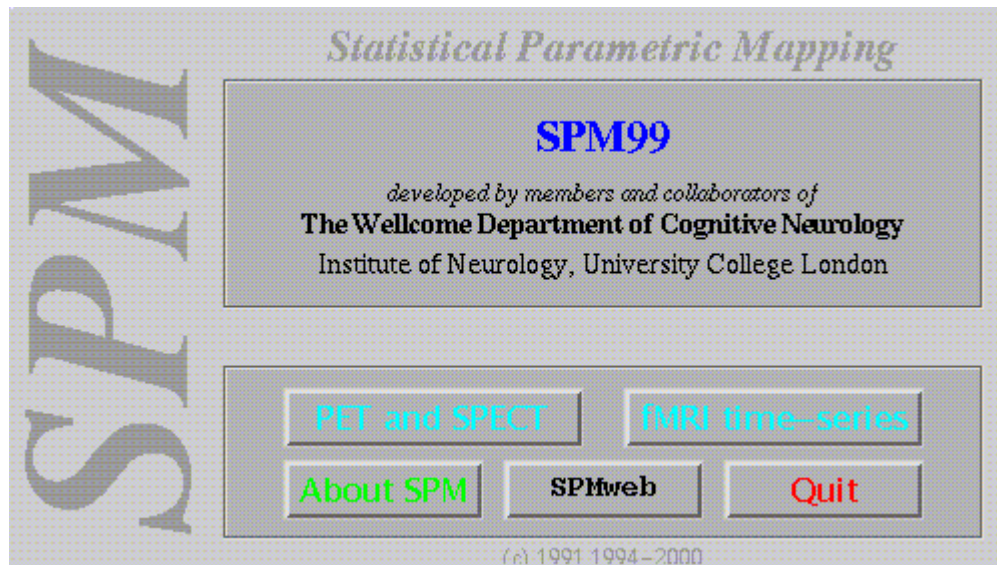 SPM
Statistical Parametric Mapping
SPM99
developed by members and collaborators of
The Wellcome Department of Cognitive Neurology
Institute of Neurology, University College London
PET and SPECT
fMRI time-series
About SPM
SPMweb
Quit
(c) 1991 1994-2000